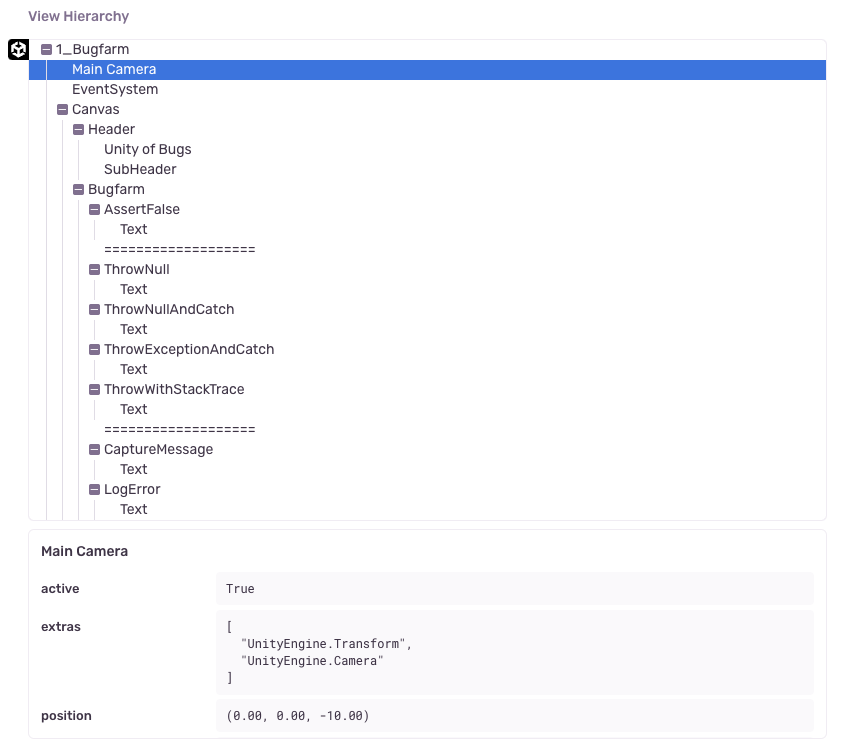 View Hierarchy
1_Bugfarm
Main Camera
EventSystem
Canvas
Header
Unity of Bugs
SubHeader
Bugfarm
AssertFalse
Text
===================
ThrowNull
Text
ThrowNullAndCatch
Text
ThrowExceptionAndCatch
Text
ThrowWithStackTrace
Text
===================
CaptureMessage
Text
LogError
Text
Main Camera
active True
extras [
"UnityEngine.Transform",
"UnityEngine.Camera"
]
position (0.00, 0.00, -10.00)